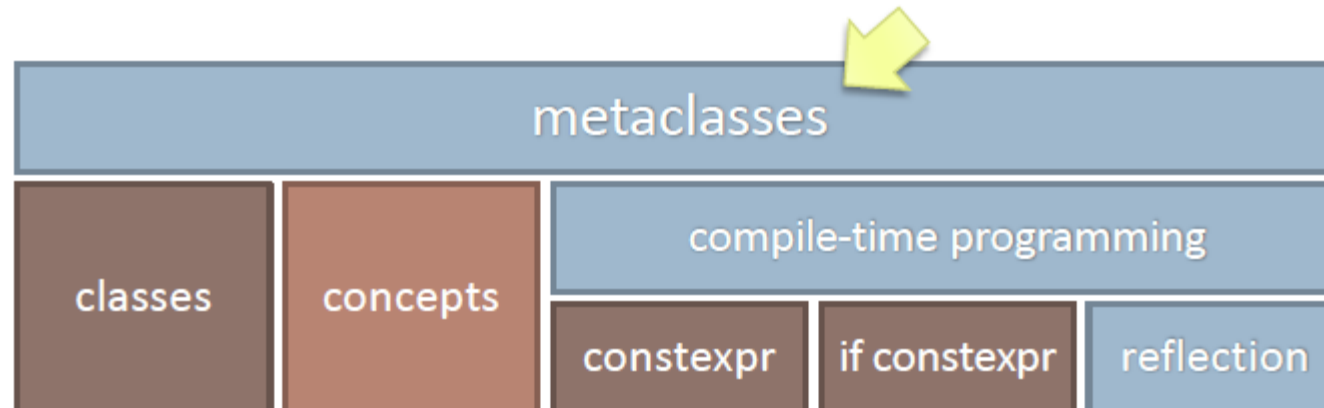 metaclasses
compile-time programming
classes
concepts
constexpr
if constexpr
reflection